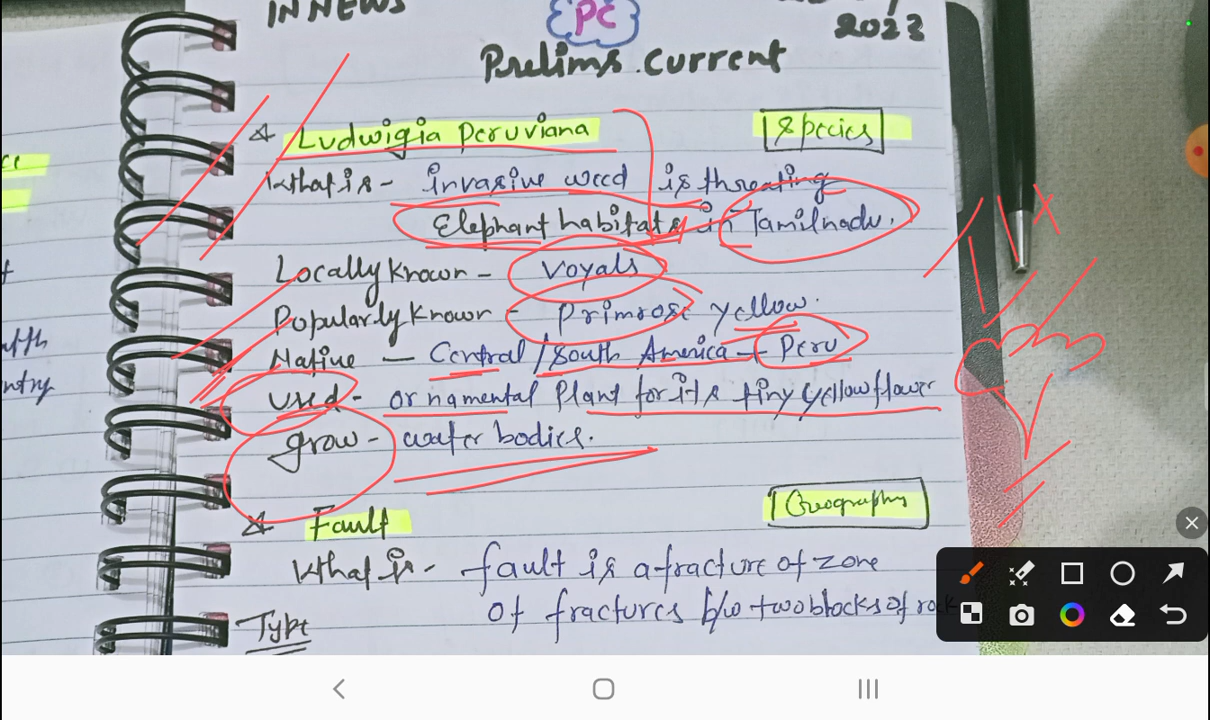 IN NEWS
PC
2023
Prelims Current
Ludwigia Peruviana
Species
What is - invasive weed is threating
Elephant habitats in Tamilnadu.
Locally Known - Voyals
Popularly Known - Primrose yellow.
Native - Central / South America - Peru
Used - ornamental Plant for its tiny yellow flower
grow - water bodies.
ntry
Fault
Geography
What is - fault is a fracture of zone
of fractures b/w two blocks of rock
Type